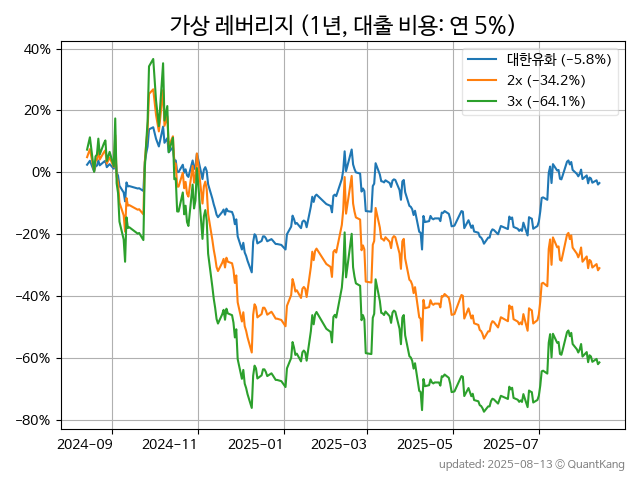 가상 레버리지 (1년, 대출 비용: 연 5%)
대한유화 (−5.8%)
2x (−34.2%)
3x (−64.1%)
40%
20%
0%
−20%
−40%
−60%
−80%
2024-09 2024-11 2025-01 2025-03 2025-05 2025-07
updated: 2025-08-13 © QuantKang